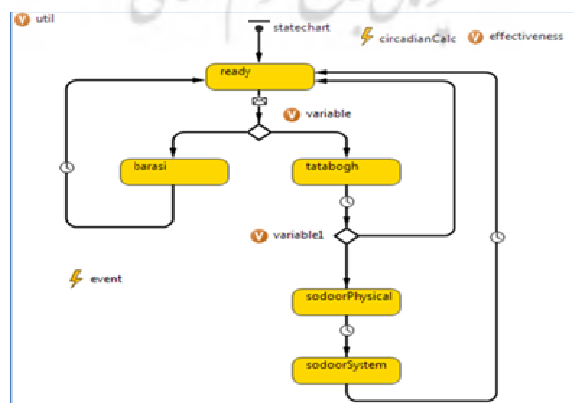 util
statechart
circadianCalc
effectiveness
ready
variable
barasi
tatabogh
variable1
event
sodoorPhysical
sodoorSystem